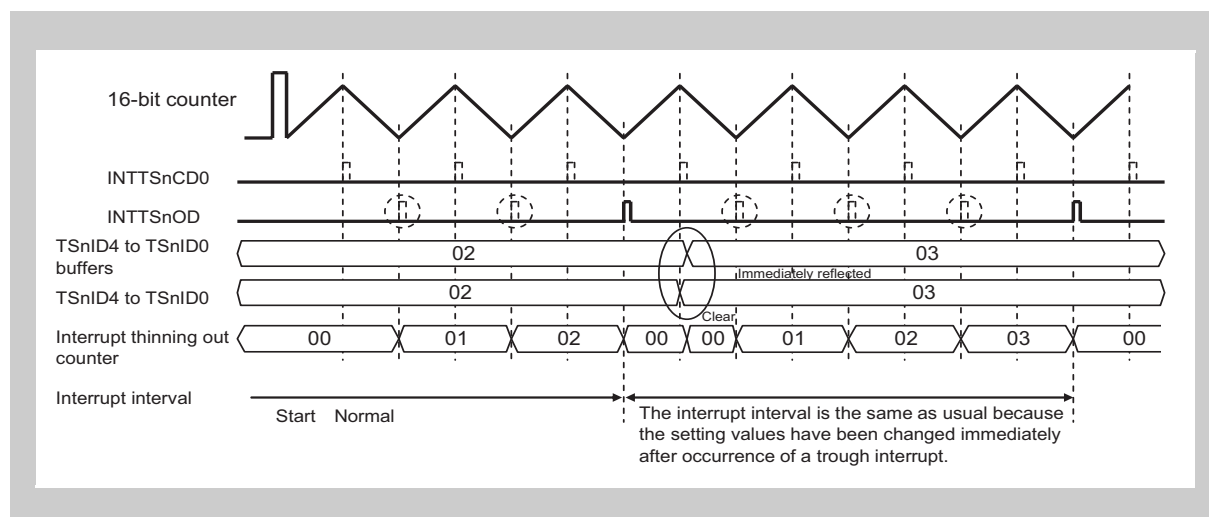 16-bit counter
INTTSnCD0
INTTSnOD
TSnID4 to TSnID0
buffers
02
03
Immediately reflected
TSnID4 to TSnID0
02
03
Clear
Interrupt thinning out
counter
00
01
02
00
00
01
02
03
00
Interrupt interval
Start Normal
The interrupt interval is the same as usual because
the setting values have been changed immediately
after occurrence of a trough interrupt.